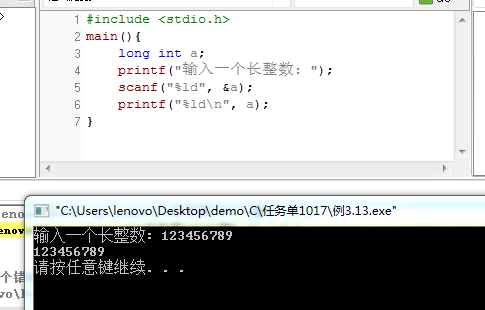 1 #include <stdio.h>
2 main(){
3 long int a;
4 printf("输入一个长整数：");
5 scanf("%ld", &a);
6 printf("%ld\n", a);
7 }
"C:\Users\lenovo\Desktop\demo\C\任务单1017\例3.13.exe"
输入一个长整数：123456789
123456789
请按任意键继续. . .
个错